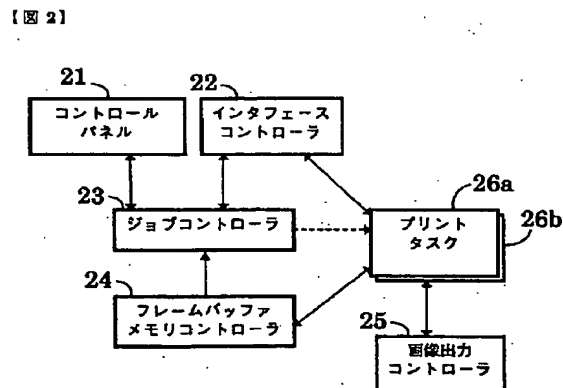 【図2】
21
コントロール
パネル
22
インタフェース
コントローラ
23
ジョブコントローラ
26a
プリント
タスク
26b
24
フレームバッファ
メモリコントローラ
25
画像出力
コントローラ